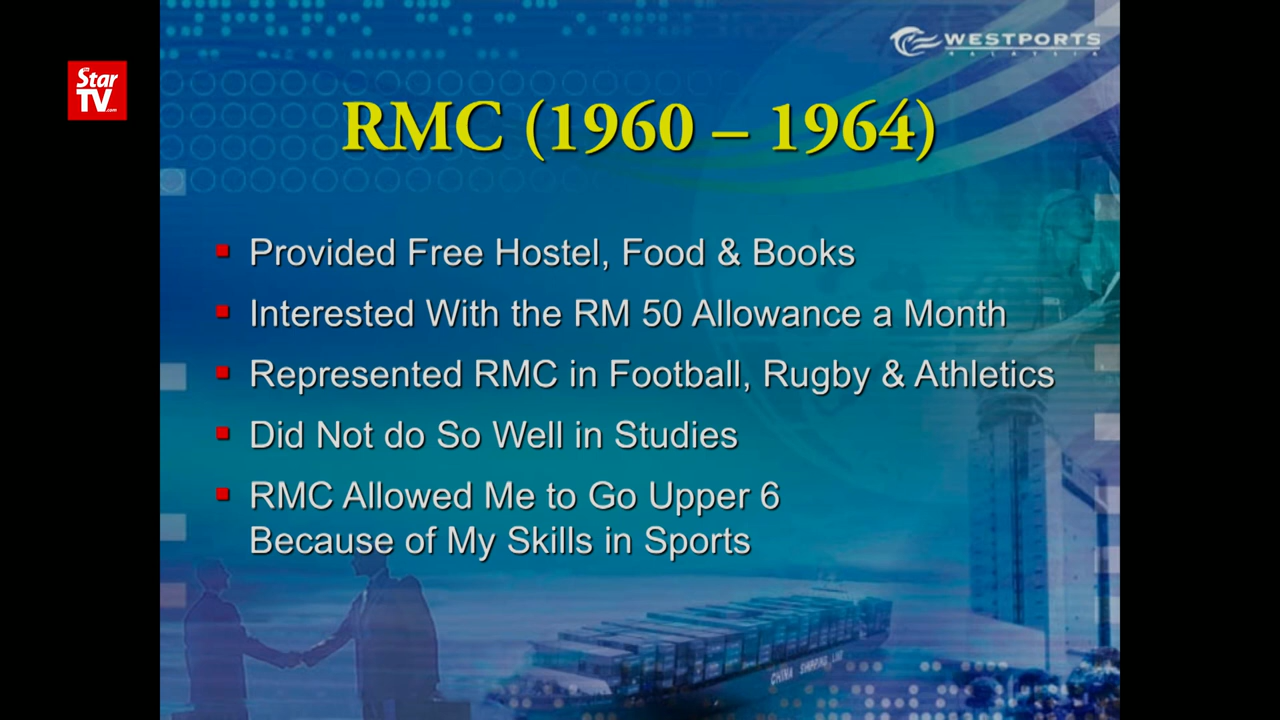 Star
TV.com
WESTPORTS
MALAYSIA
RMC (1960 – 1964)
Provided Free Hostel, Food & Books
Interested With the RM 50 Allowance a Month
Represented RMC in Football, Rugby & Athletics
Did Not do So Well in Studies
RMC Allowed Me to Go Upper 6
Because of My Skills in Sports
CHINA SHIPPING LINE